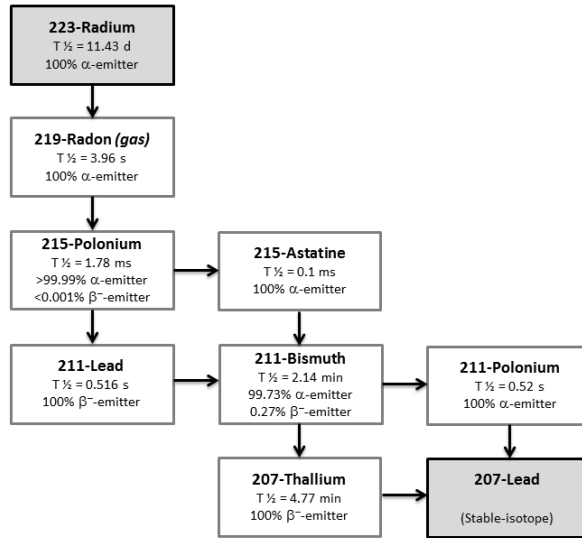 223-Radium
T ½ = 11.43 d
100% α-emitter
219-Radon (gas)
T ½ = 3.96 s
100% α-emitter
215-Polonium
T ½ = 1.78 ms
>99.99% α-emitter
<0.001% β⁻-emitter
215-Astatine
T ½ = 0.1 ms
100% α-emitter
211-Lead
T ½ = 0.516 s
100% β⁻-emitter
211-Bismuth
T ½ = 2.14 min
99.73% α-emitter
0.27% β⁻-emitter
211-Polonium
T ½ = 0.52 s
100% α-emitter
207-Thallium
T ½ = 4.77 min
100% β⁻-emitter
207-Lead
(Stable-isotope)